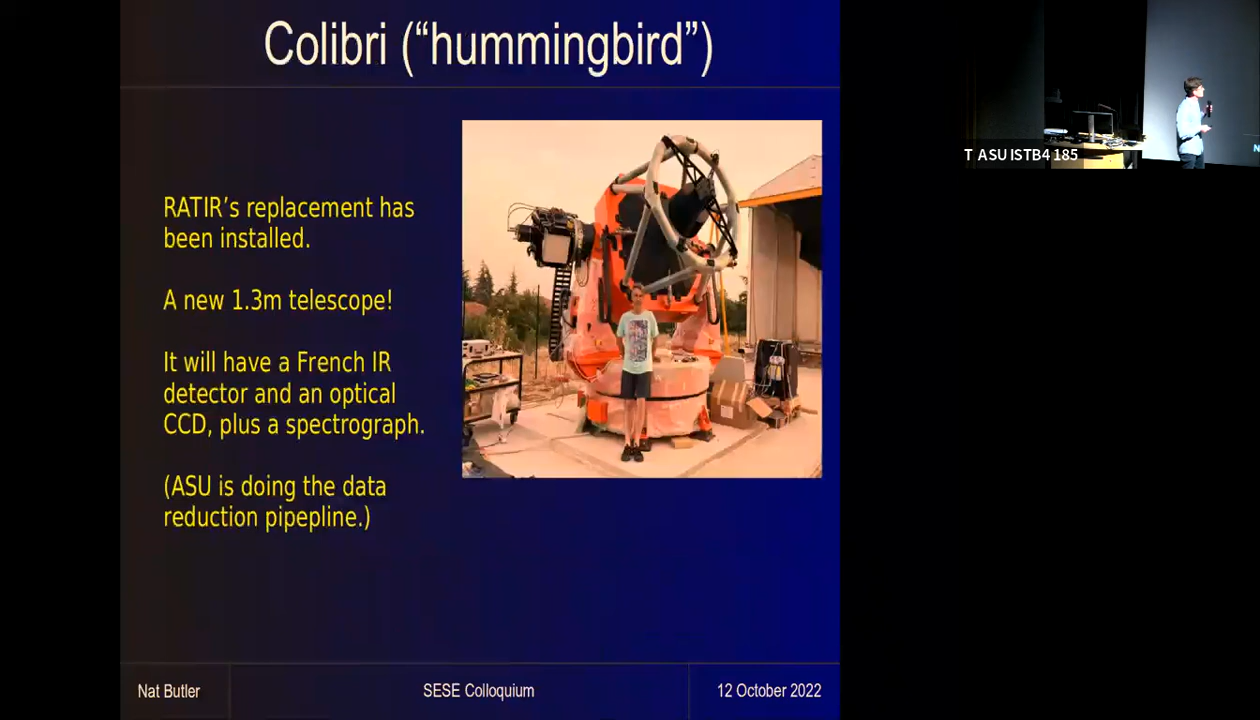 Colibri (“hummingbird”)
RATIR’s replacement has
been installed.
A new 1.3m telescope!
It will have a French IR
detector and an optical
CCD, plus a spectrograph.
(ASU is doing the data
reduction pipepline.)
Nat Butler
SESE Colloquium
12 October 2022
T ASU ISTB4 185